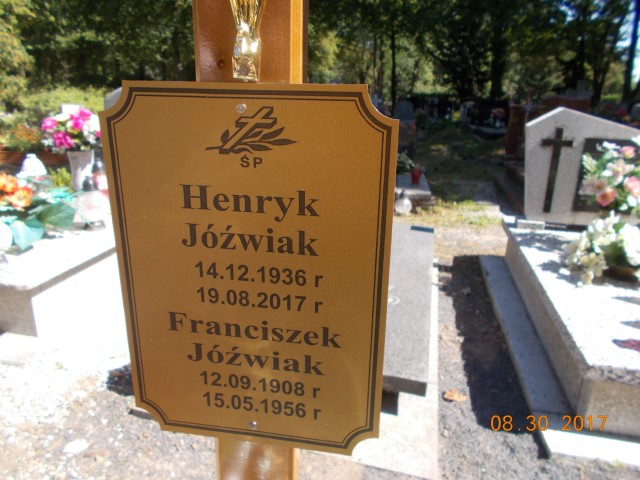 ŚP
Henryk
Jóźwiak
14.12.1936 r
19.08.2017 r
Franciszek
Jóźwiak
12.09.1908 r
15.05.1956 r
08.30 2017